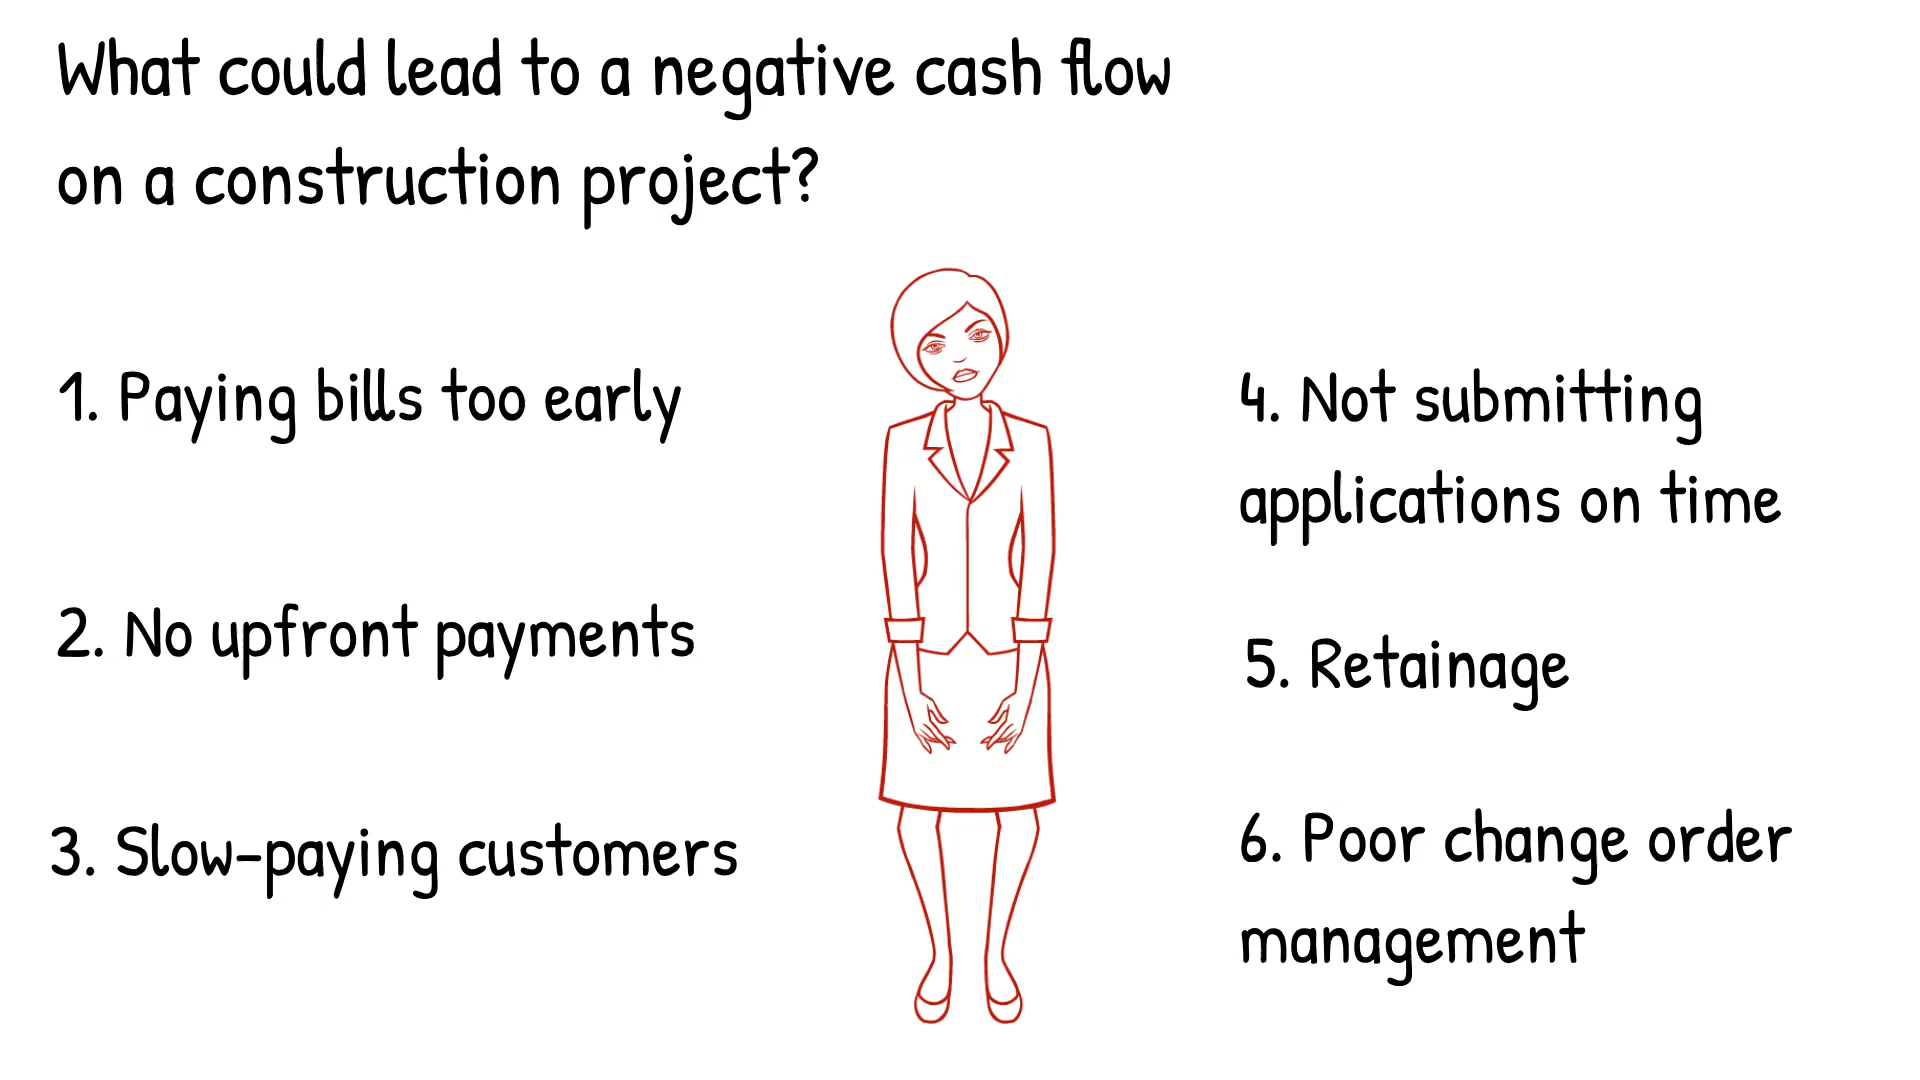 What could lead to a negative cash flow
on a construction project?
1. Paying bills too early
2. No upfront payments
3. Slow-paying customers
4. Not submitting
applications on time
5. Retainage
6. Poor change order
management